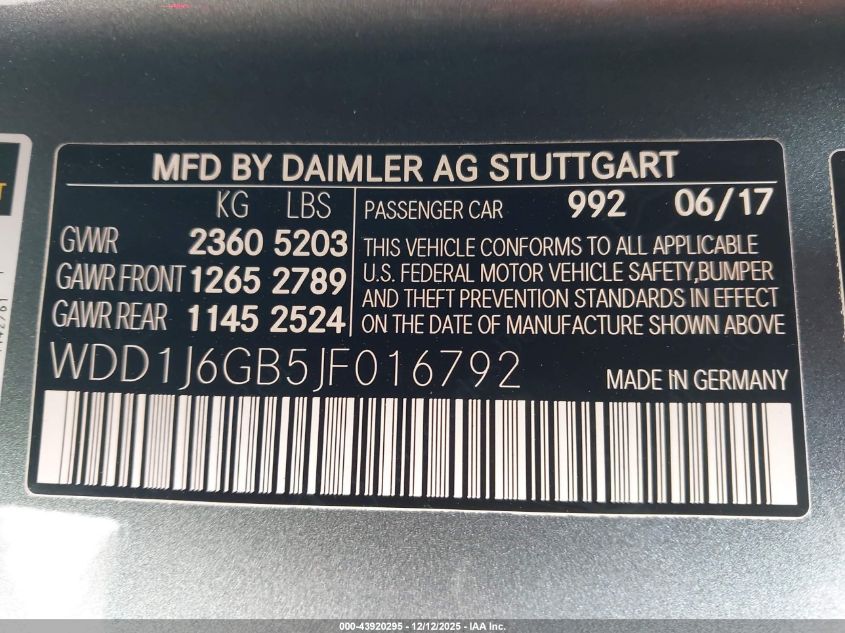 MFD BY DAIMLER AG STUTTGART
KG LBS
GVWR 2360 5203
GAWR FRONT 1265 2789
GAWR REAR 1145 2524
PASSENGER CAR 992 06/17
THIS VEHICLE CONFORMS TO ALL APPLICABLE
U.S. FEDERAL MOTOR VEHICLE SAFETY,BUMPER
AND THEFT PREVENTION STANDARDS IN EFFECT
ON THE DATE OF MANUFACTURE SHOWN ABOVE
WDD1J6GB5JF016792
MADE IN GERMANY
000-43920295 - 12/12/2025 - IAA Inc.